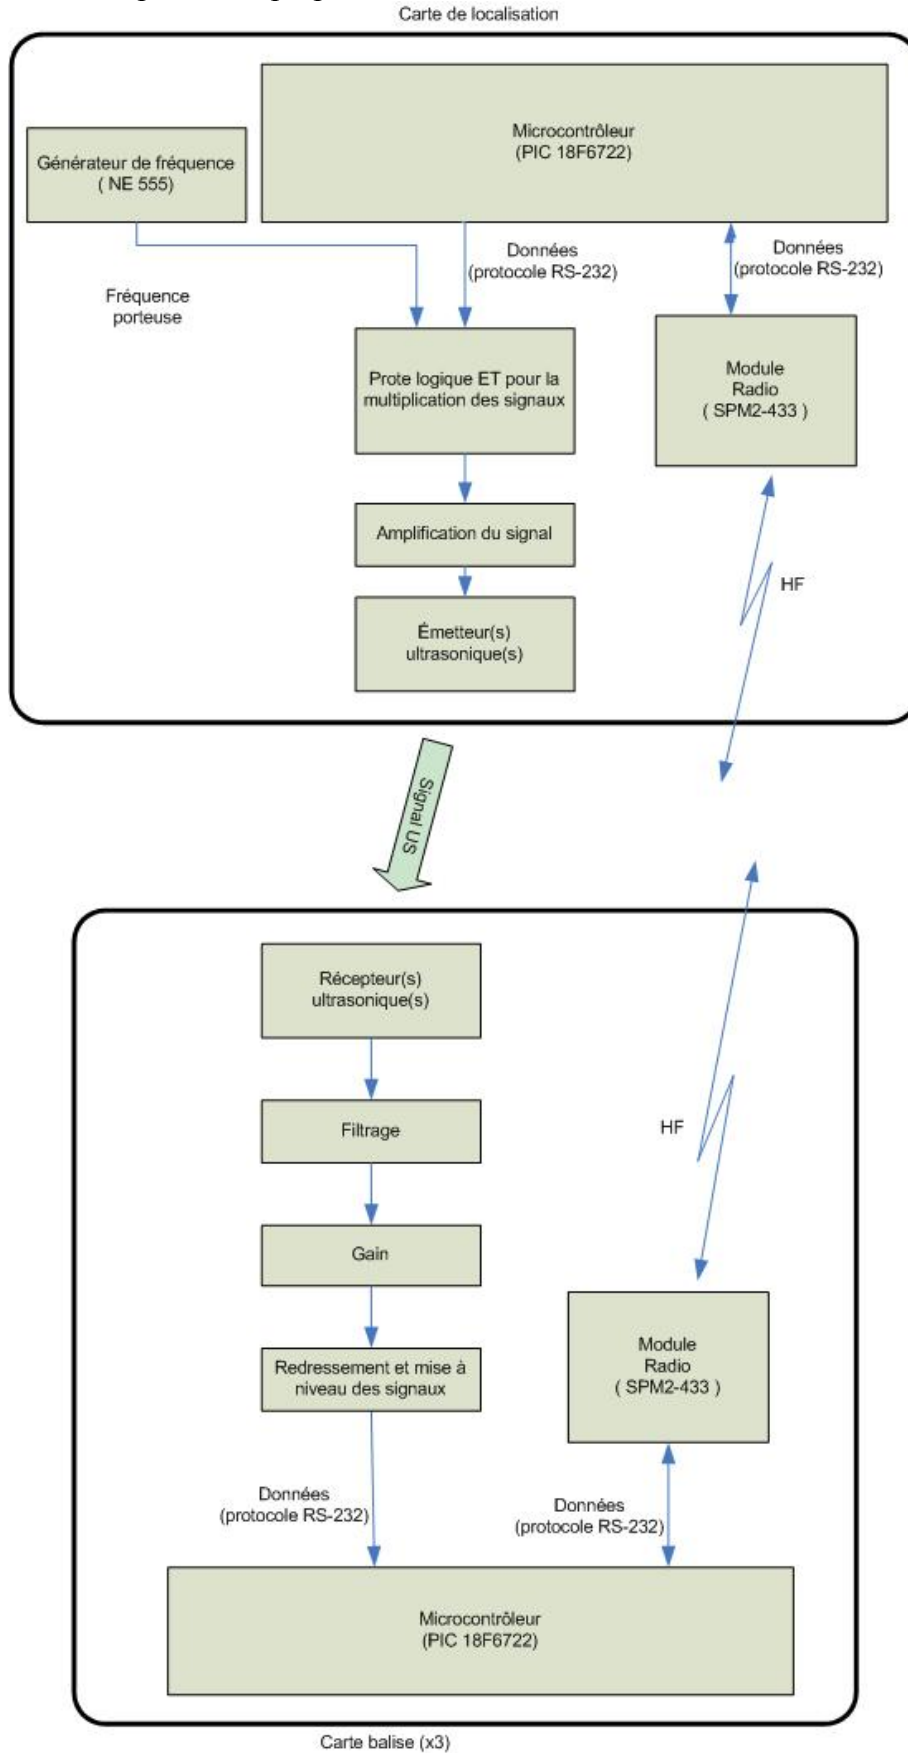 Carte de localisation
Microcontrôleur
(PIC 18F6722)
Générateur de fréquence
( NE 555)
Données
(protocole RS-232)
Données
(protocole RS-232)
Fréquence
porteuse
Prote logique ET pour la
multiplication des signaux
Module
Radio
( SPM2-433 )
Amplification du signal
HF
Émetteur(s)
ultrasonique(s)
Signal US
Récepteur(s)
ultrasonique(s)
Filtrage
HF
Gain
Redressement et mise à
niveau des signaux
Module
Radio
( SPM2-433 )
Données
(protocole RS-232)
Données
(protocole RS-232)
Microcontrôleur
(PIC 18F6722)
Carte balise (x3)